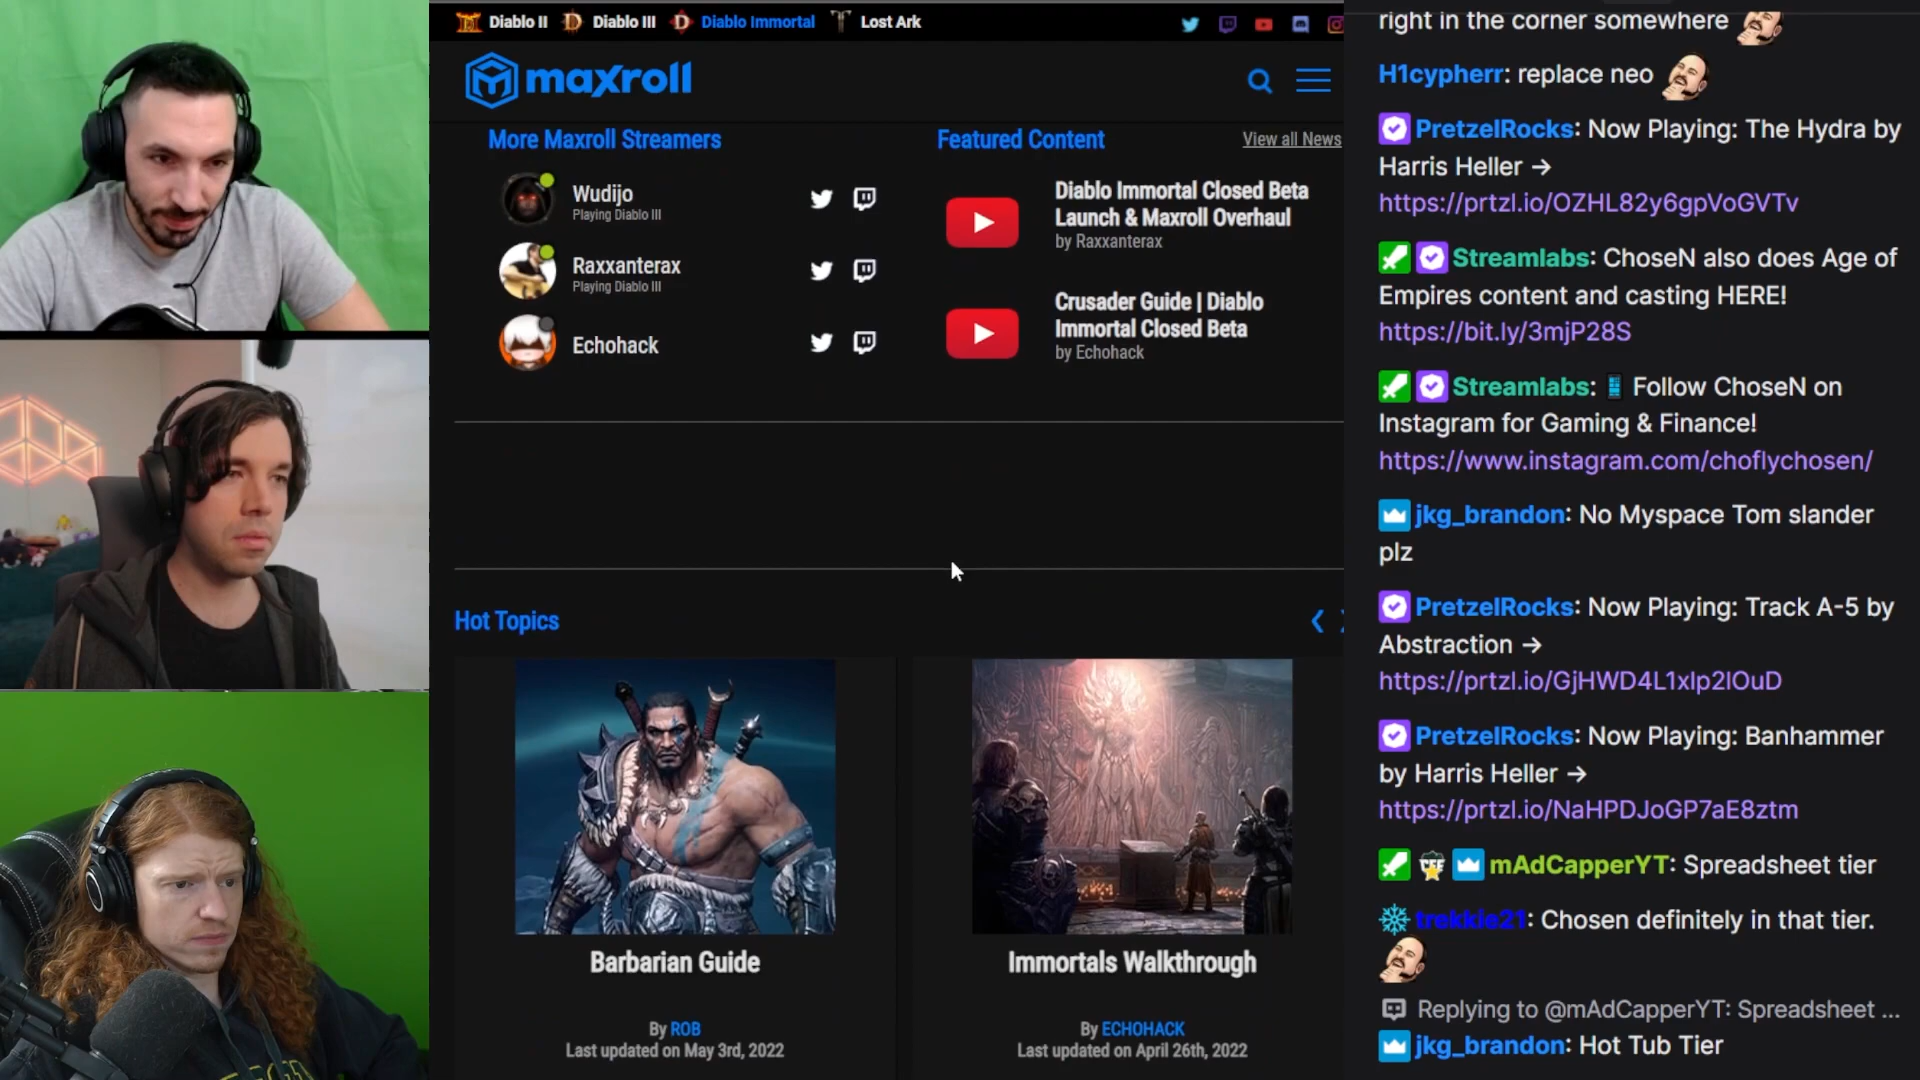 Diablo II
Diablo III
Diablo Immortal
Lost Ark
maxroll
More Maxroll Streamers
Wudijo
Playing Diablo III
Raxxanterax
Playing Diablo III
Echohack
Featured Content
View all News
Diablo Immortal Closed Beta
Launch & Maxroll Overhaul
by Raxxanterax
Crusader Guide | Diablo
Immortal Closed Beta
by Echohack
Hot Topics
Barbarian Guide
By ROB
Last updated on May 3rd, 2022
Immortals Walkthrough
By ECHOHACK
Last updated on April 26th, 2022
right in the corner somewhere
H1cypherr: replace neo
PretzelRocks: Now Playing: The Hydra by
Harris Heller →
https://prtzl.io/OZHL82y6gpVoGVTv
Streamlabs: ChoseN also does Age of
Empires content and casting HERE!
https://bit.ly/3mjP28S
Streamlabs: Follow ChoseN on
Instagram for Gaming & Finance!
https://www.instagram.com/choflychosen/
jkg_brandon: No Myspace Tom slander
plz
PretzelRocks: Now Playing: Track A-5 by
Abstraction →
https://prtzl.io/GjHWD4L1xlp2lOuD
PretzelRocks: Now Playing: Banhammer
by Harris Heller →
https://prtzl.io/NaHPDJoGP7aE8ztm
mAdCapperYT: Spreadsheet tier
trekkie21: Chosen definitely in that tier.
Replying to @mAdCapperYT: Spreadsheet ...
jkg_brandon: Hot Tub Tier